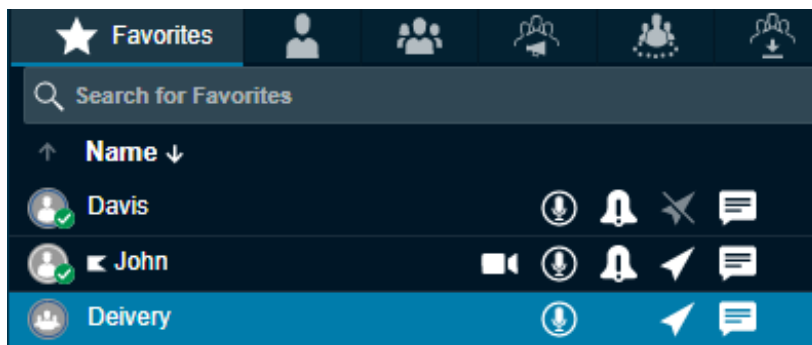 Favorites
Search for Favorites
Name
Davis
John
Deivery